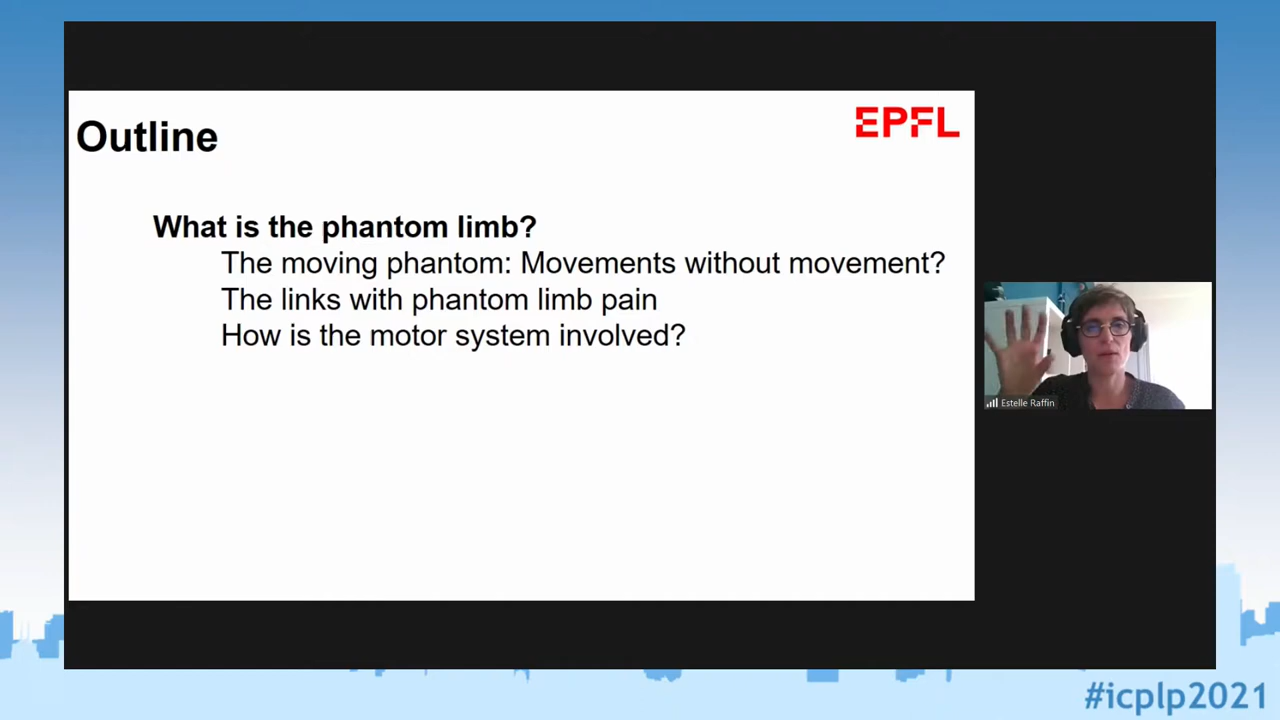 Outline
EPFL
What is the phantom limb?
The moving phantom: Movements without movement?
The links with phantom limb pain
How is the motor system involved?
Estelle Raffin
#icplp2021